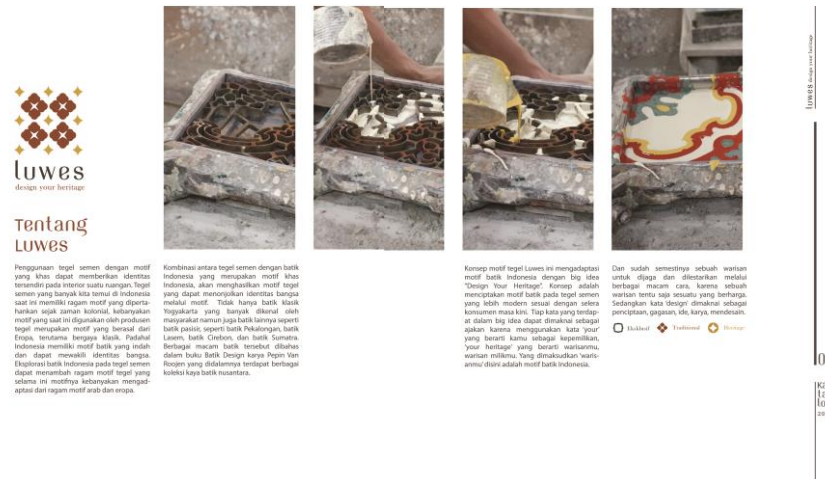 luwes
design your heritage
Tentang
Luwes
Penggunaan tegel semen dengan motif
yang khas dapat memberikan identitas
tersendiri pada interior suatu ruangan. Tegel
semen yang banyak kita temui di Indonesia
saat ini memiliki ragam motif yang diperta-
hankan sejak zaman kolonial, kebanyakan
motif yang saat ini digunakan oleh produsen
tegel merupakan motif yang berasal dari
Eropa, terutama bergaya klasik. Padahal
Indonesia memiliki motif batik yang indah
dan dapat mewakili identitas bangsa.
Eksplorasi batik Indonesia pada tegel semen
dapat menambah ragam motif tegel yang
selama ini motifnya kebanyakan mengad-
aptasi dari ragam motif arab dan eropa.
Kombinasi antara tegel semen dengan batik
Indonesia yang merupakan motif khas
Indonesia, akan menghasilkan motif tegel
yang dapat menonjolkan identitas bangsa
melalui motif. Tidak hanya batik klasik
Yogyakarta yang banyak dikenal oleh
masyarakat namun juga batik lainnya seperti
batik pasisir, seperti batik Pekalongan, batik
Lasem, batik Cirebon, dan batik Sumatra.
Berbagai macam batik tersebut dibahas
dalam buku Batik Design karya Pepin Van
Roojen yang didalamnya terdapat berbagai
koleksi kaya batik nusantara.
Konsep motif tegel Luwes ini mengadaptasi
motif batik Indonesia dengan big idea
"Design Your Heritage". Konsep adalah
menciptakan motif batik pada tegel semen
yang lebih modern sesuai dengan selera
konsumen masa kini. Tiap kata yang terdap-
at dalam big idea dapat dimaknai sebagai
ajakan karena menggunakan kata 'your'
yang berarti kamu sebagai kepemilikan,
'your heritage' yang berarti warisanmu,
warisan milikmu. Yang dimaksudkan 'waris-
anmu' disini adalah motif batik Indonesia.
Dan sudah semestinya sebuah warisan
untuk dijaga dan dilestarikan melalui
berbagai macam cara, karena sebuah
warisan tentu saja sesuatu yang berharga.
Sedangkan kata 'design' dimaknai sebagai
penciptaan, gagasan, ide, karya, mendesain.
Eksklusif Traditional Heritage
luwes design your heritage
0
Ka
ta
lo
20